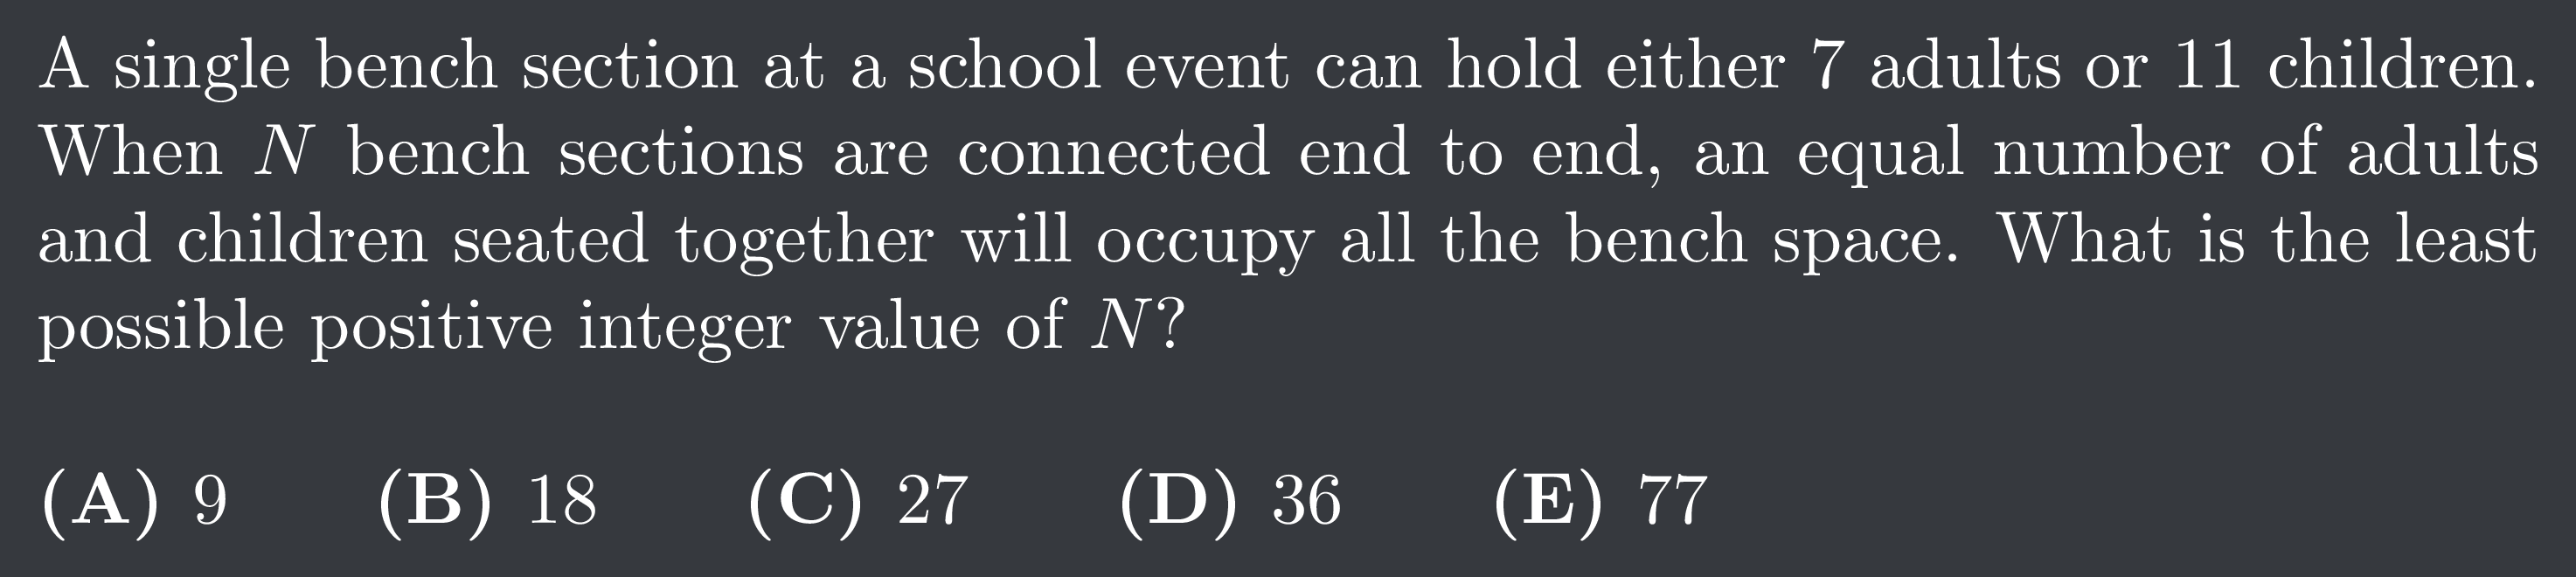 A single bench section at a school event can hold either 7 adults or 11 children.
When N bench sections are connected end to end, an equal number of adults
and children seated together will occupy all the bench space. What is the least
possible positive integer value of N?
(A) 9 (B) 18 (C) 27 (D) 36 (E) 77